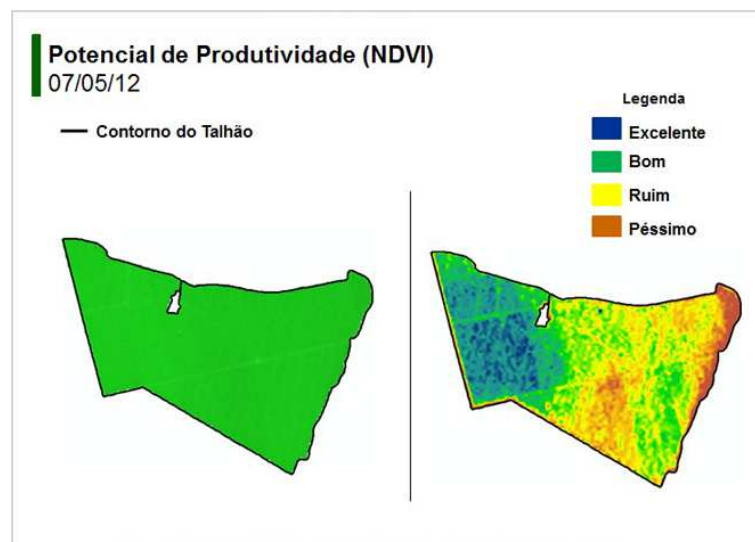 Potencial de Produtividade (NDVI)
07/05/12
Contorno do Talhão
Legenda
Excelente
Bom
Ruim
Péssimo